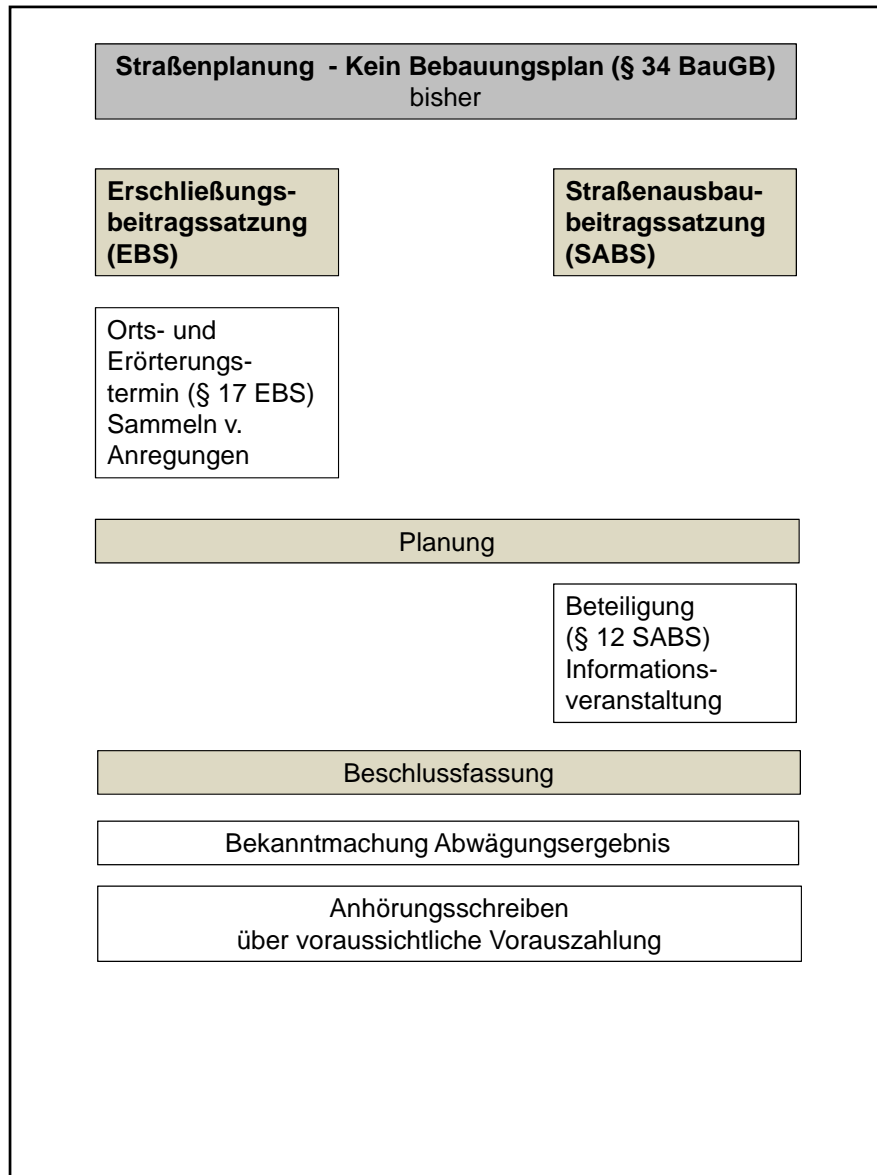 Straßenplanung - Kein Bebauungsplan (§ 34 BauGB)
bisher
Erschließungs-
beitragssatzung
(EBS)
Straßenausbau-
beitragssatzung
(SABS)
Orts- und
Erörterungs-
termin (§ 17 EBS)
Sammeln v.
Anregungen
Planung
Beteiligung
(§ 12 SABS)
Informations-
veranstaltung
Beschlussfassung
Bekanntmachung Abwägungsergebnis
Anhörungsschreiben
über voraussichtliche Vorauszahlung